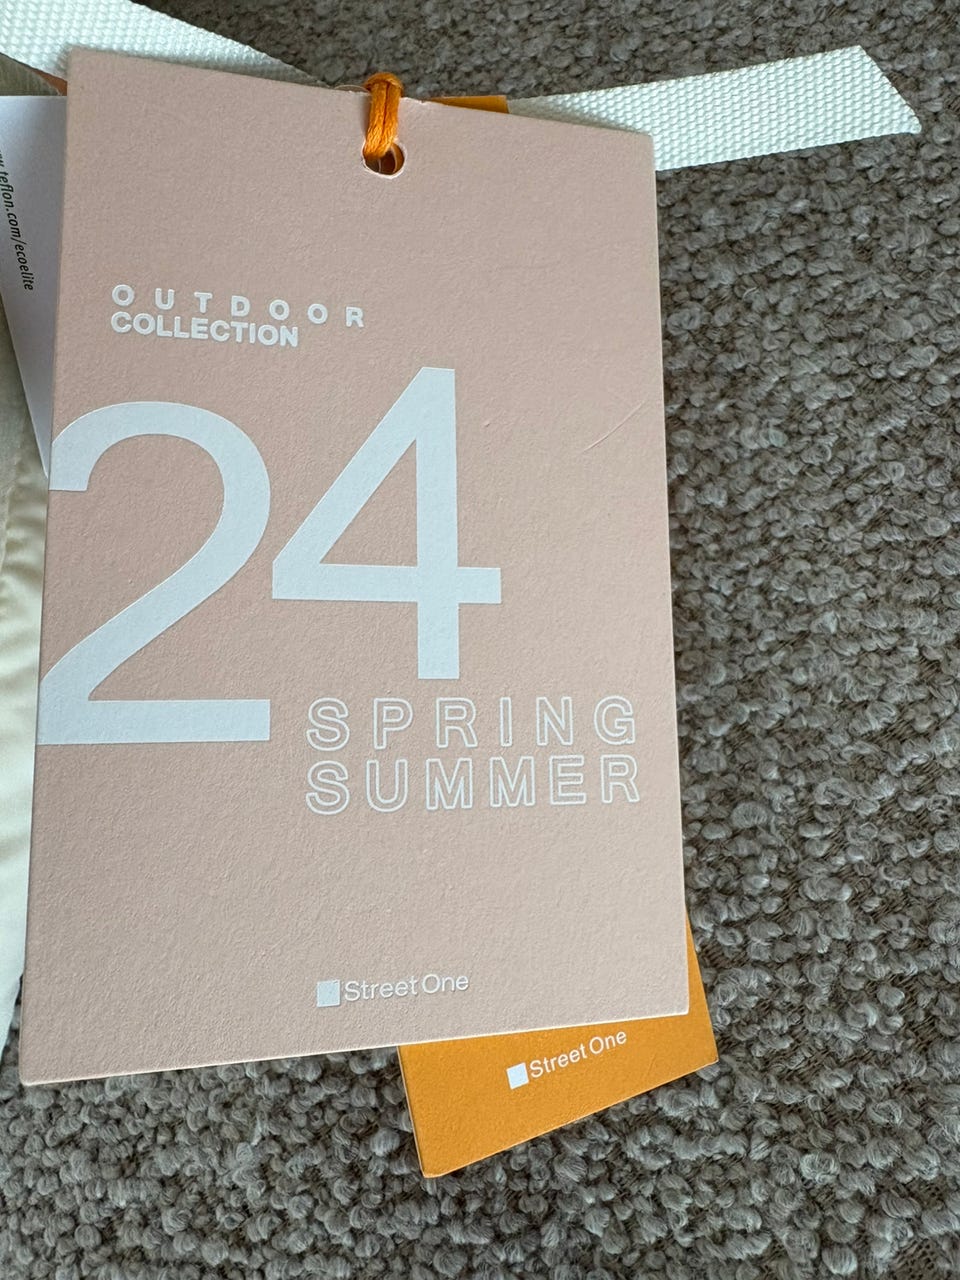 OUTDOOR
COLLECTION
24
SPRING
SUMMER
Street One
Street One
teflon.com/ecoelite